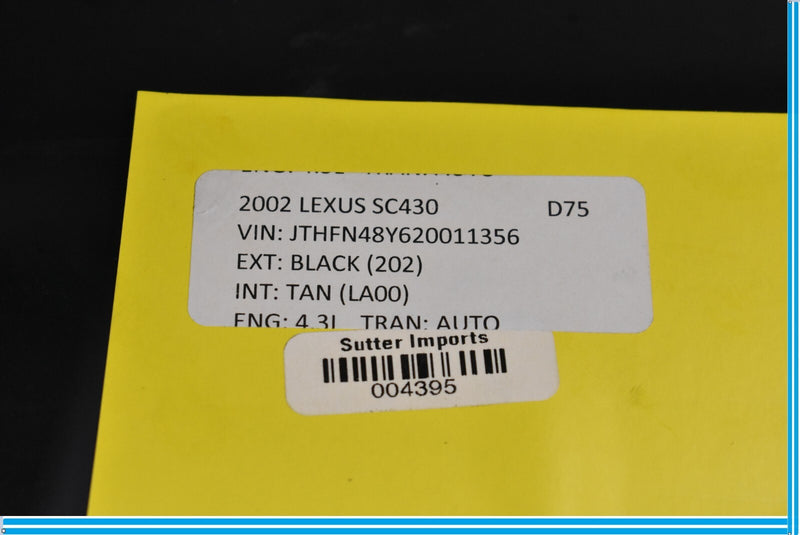 2002 LEXUS SC430 D75
VIN: JTHFN48Y620011356
EXT: BLACK (202)
INT: TAN (LA00)
ENG: 4.3L TRAN: AUTO
Sutter Imports
004395